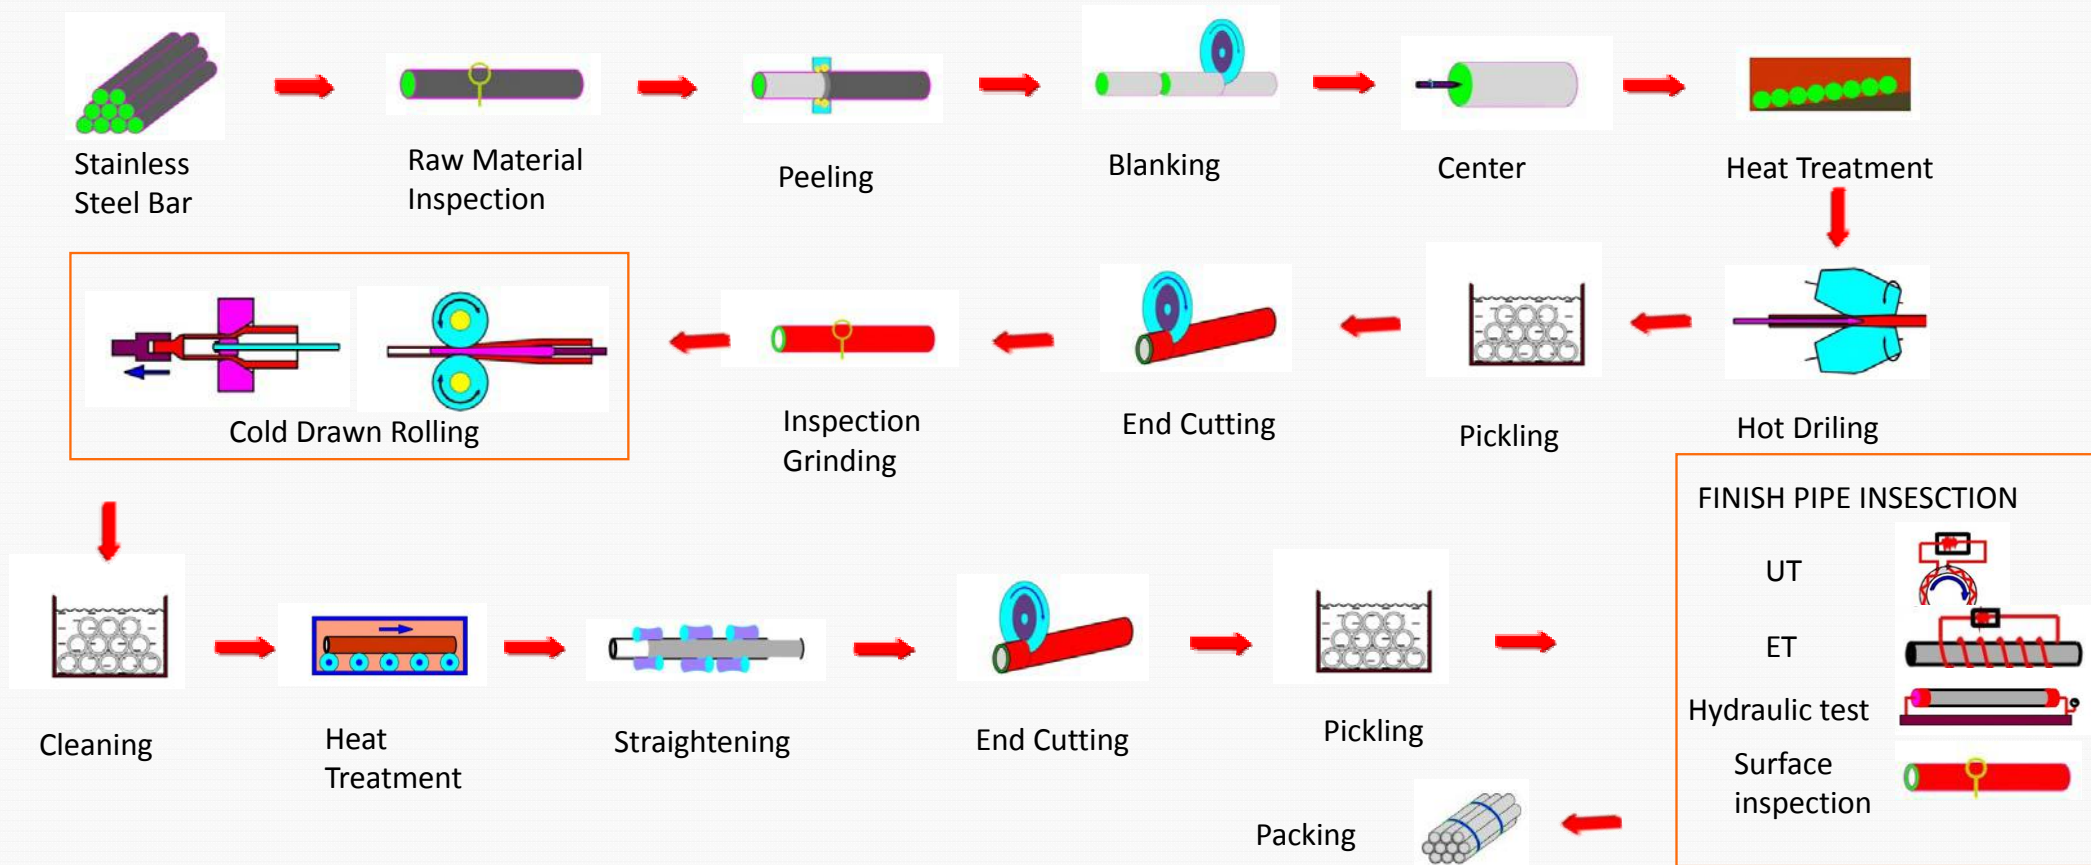 Stainless
Steel Bar
Raw Material
Inspection
Peeling
Blanking
Center
Heat Treatment
Hot Driling
Pickling
End Cutting
Inspection
Grinding
Cold Drawn Rolling
Cleaning
Heat
Treatment
Straightening
End Cutting
Pickling
FINISH PIPE INSESCTION
UT
ET
Hydraulic test
Surface
inspection
Packing